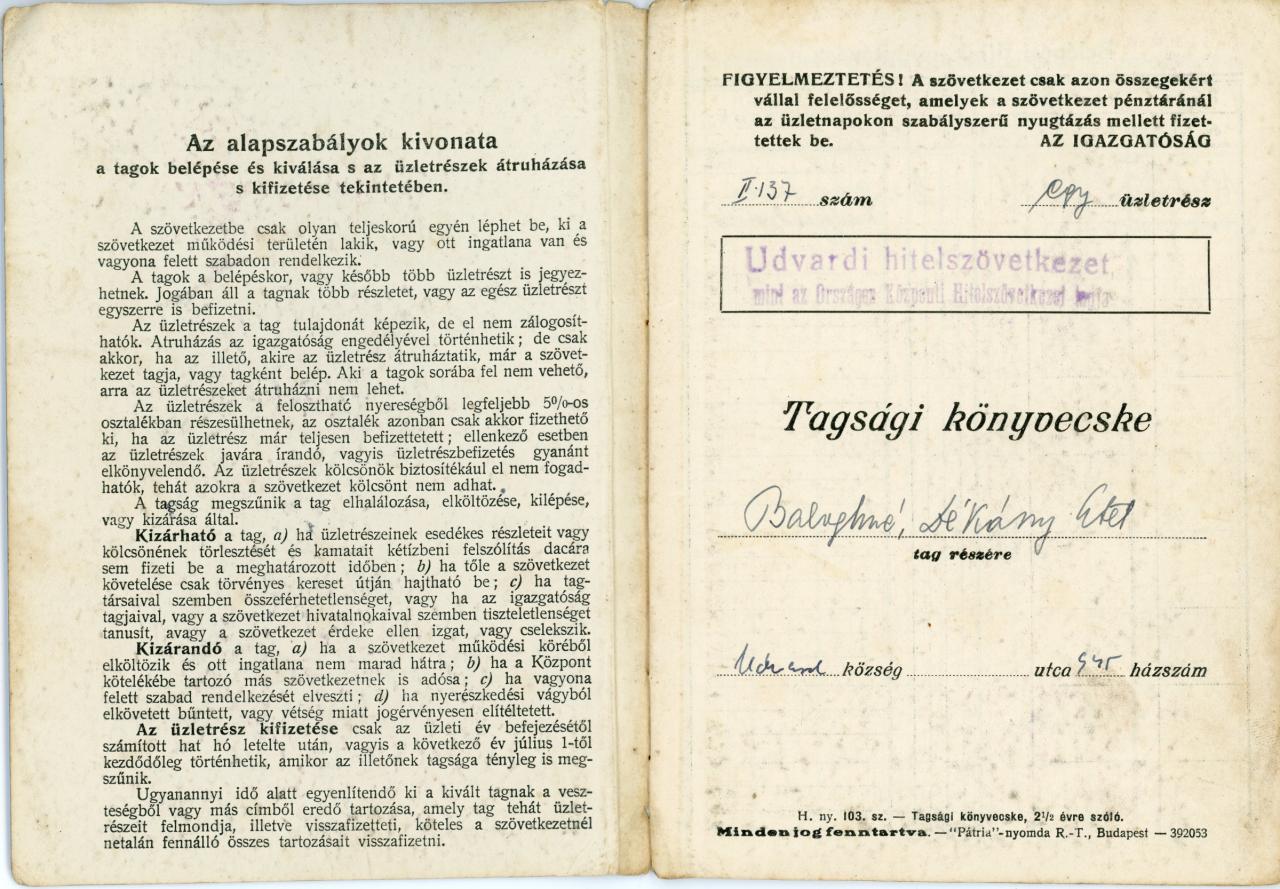 Az alapszabályok kivonata
a tagok belépése és kiválása s az üzletrészek átruházása
s kifizetése tekintetében.
A szövetkezetbe csak olyan teljeskorú egyén léphet be, ki a
szövetkezet működési területén lakik, vagy ott ingatlana van és
vagyona felett szabadon rendelkezik.
A tagok a belépéskor, vagy később több üzletrészt is jegyez-
hetnek. Jogában áll a tagnak több részletet, vagy az egész üzletrészt
egyszerre is befizetni.
Az üzletrészek a tag tulajdonát képezik, de el nem zálogosít-
hatók. Átruházás az igazgatóság engedélyével történhetik; de csak
akkor, ha az illető, akire az üzletrész átruháztatik, már a szövet-
kezet tagja, vagy tagként belép. Aki a tagok sorába fel nem vehető,
arra az üzletrészeket átruházni nem lehet.
Az üzletrészek a felosztható nyereségből legfeljebb 5%-os
osztalékban részesülhetnek, az osztalék azonban csak akkor fizethető
ki, ha az üzletrész már teljesen befizettetett; ellenkező esetben
az üzletrészek javára írandó, vagyis üzletrészbefizetés gyanánt
elkönyvelendő. Az üzletrészek kölcsönök biztosítékául el nem fogad-
hatók, tehát azokra a szövetkezet kölcsönt nem adhat.
A tagság megszűnik a tag elhalálozása, elköltözése, kilépése,
vagy kizárása által.
Kizárható a tag, a) ha üzletrészeinek esedékes részleteit vagy
kölcsönének törlesztését és kamatait kétízbeni felszólítás dacára
sem fizeti be a meghatározott időben; b) ha tőle a szövetkezet
követelése csak törvényes kereset útján hajtható be; c) ha tag-
társaival szemben összeférhetetlenséget, vagy ha az igazgatóság
tagjaival, vagy a szövetkezet hivatalnokaival szemben tiszteletlenséget
tanusít, avagy a szövetkezet érdeke ellen izgat, vagy cselekszik.
Kizárandó a tag, a) ha a szövetkezet működési köréből
elköltözik és ott ingatlana nem marad hátra; b) ha a Központ
kötelékébe tartozó más szövetkezetnek is adósa; c) ha vagyona
felett szabad rendelkezését elveszti; d) ha nyerészkedési vágyból
elkövetett bűntett, vagy vétség miatt jogérvényesen elítéltetett.
Az üzletrész kifizetése csak az üzleti év befejezésétől
számított hat hó letelte után, vagyis a következő év július 1-től
kezdődőleg történhetik, amikor az illetőnek tagsága tényleg is meg-
szűnik.
Ugyanannyi idő alatt egyenlítendő ki a kivált tagnak a vesz-
teségből vagy más címből eredő tartozása, amely tag tehát üzlet-
részeit felmondja, illetve visszafizetteti, köteles a szövetkezetnél
netalán fennálló összes tartozásait visszafizetni.
FIGYELMEZTETÉS! A szövetkezet csak azon összegekért
vállal felelősséget, amelyek a szövetkezet pénztáránál
az üzletnapokon szabályszerű nyugtázás mellett fizet-
tettek be. AZ IGAZGATÓSÁG
II·137 szám egy üzletrész
Udvardi hitelszövetkezet
mint az Országos Központi Hitelszövetkezet tagja
Tagsági könyvecske
Baloghné, Dékány Etel
tag részére
Udvard község utca 945 házszám
H. ny. 103. sz. — Tagsági könyvecske, 2½ évre szóló.
Minden jog fenntartva. — "Pátria"-nyomda R.-T., Budapest — 392053